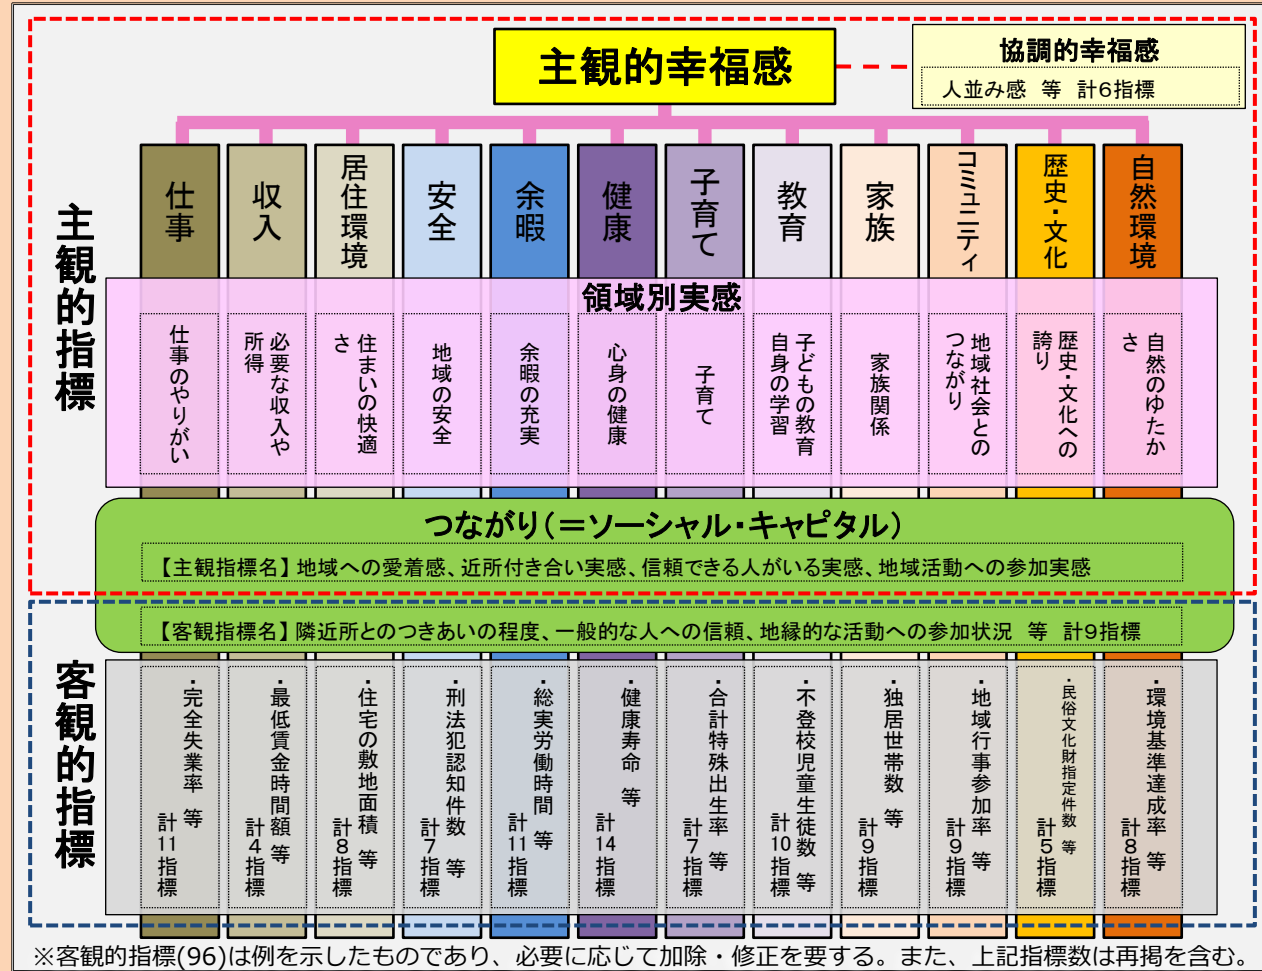 主観的幸福感
協調的幸福感
人並み感 等 計6指標
主観的指標
仕事
収入
居住環境
安全
余暇
健康
子育て
教育
家族
コミュニティ
歴史・文化
自然環境
領域別実感
仕事のやりがい
必要な収入や
所得
住まいの快適
さ
地域の安全
余暇の充実
心身の健康
子育て
子どもの教育
自身の学習
家族関係
地域社会との
つながり
歴史・文化への
誇り
自然のゆたか
さ
つながり(=ソーシャル・キャピタル)
【主観指標名】地域への愛着感、近所付き合い実感、信頼できる人がいる実感、地域活動への参加実感
【客観指標名】隣近所とのつきあいの程度、一般的な人への信頼、地縁的な活動への参加状況 等 計9指標
客観的指標
・完全失業率 等
計11指標
・最低賃金時間額 等
計4指標
・住宅の敷地面積 等
計8指標
・刑法犯認知件数 等
計7指標
・総実労働時間 等
計11指標
・健康寿命 等
計14指標
・合計特殊出生率 等
計7指標
・不登校児童生徒数 等
計10指標
・独居世帯数 等
計9指標
・地域行事参加率 等
計9指標
・民俗文化財指定件数 等
計5指標
・環境基準達成率 等
計8指標
※客観的指標(96)は例を示したものであり、必要に応じて加除・修正を要する。また、上記指標数は再掲を含む。